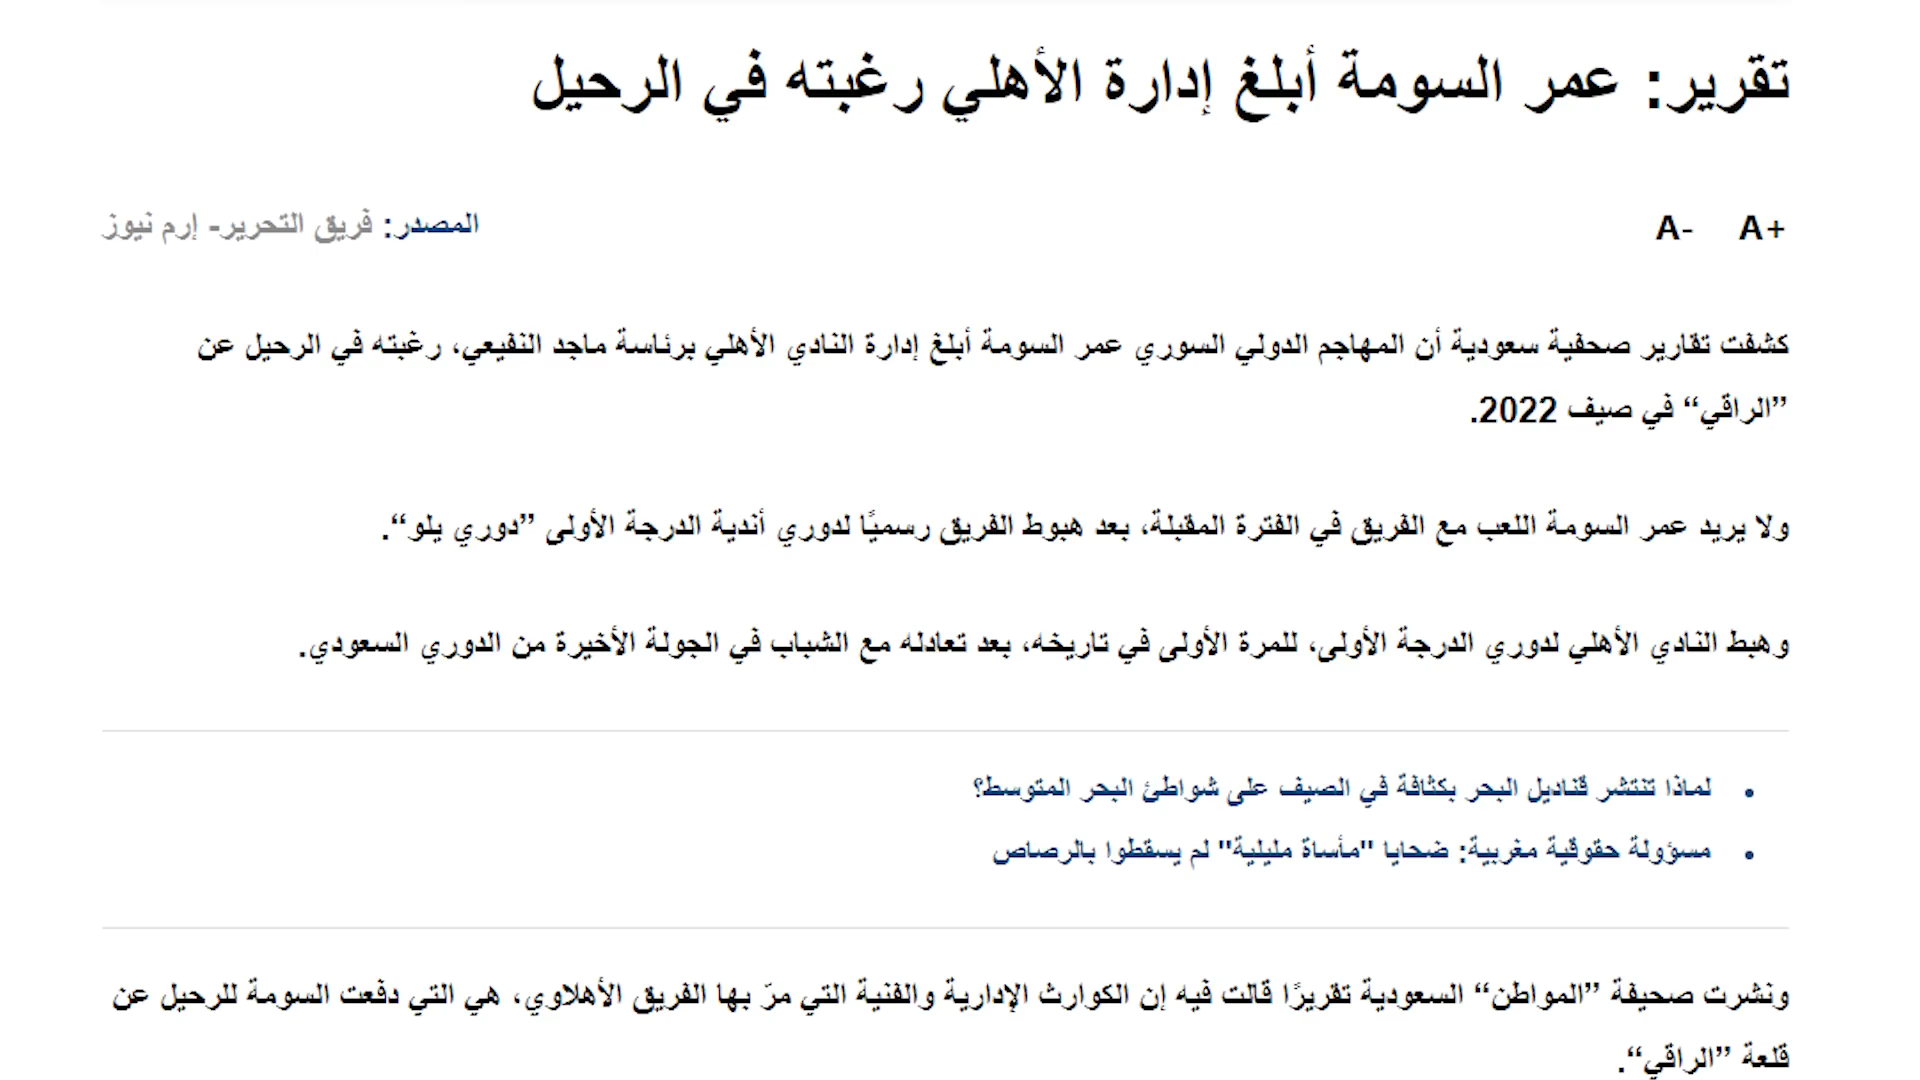 تقرير: عمر السومة أبلغ إدارة الأهلي رغبته في الرحيل
A+ A-
المصدر: فريق التحرير- إرم نيوز
كشفت تقارير صحفية سعودية أن المهاجم الدولي السوري عمر السومة أبلغ إدارة النادي الأهلي برئاسة ماجد النفيعي، رغبته في الرحيل عن
”الراقي“ في صيف 2022.
ولا يريد عمر السومة اللعب مع الفريق في الفترة المقبلة، بعد هبوط الفريق رسميًا لدوري أندية الدرجة الأولى ”دوري يلو“.
وهبط النادي الأهلي لدوري الدرجة الأولى، للمرة الأولى في تاريخه، بعد تعادله مع الشباب في الجولة الأخيرة من الدوري السعودي.
• لماذا تنتشر قناديل البحر بكثافة في الصيف على شواطئ البحر المتوسط؟
• مسؤولة حقوقية مغربية: ضحايا "مأساة مليلية" لم يسقطوا بالرصاص
ونشرت صحيفة ”المواطن“ السعودية تقريرًا قالت فيه إن الكوارث الإدارية والفنية التي مرّ بها الفريق الأهلاوي، هي التي دفعت السومة للرحيل عن
قلعة ”الراقي“.